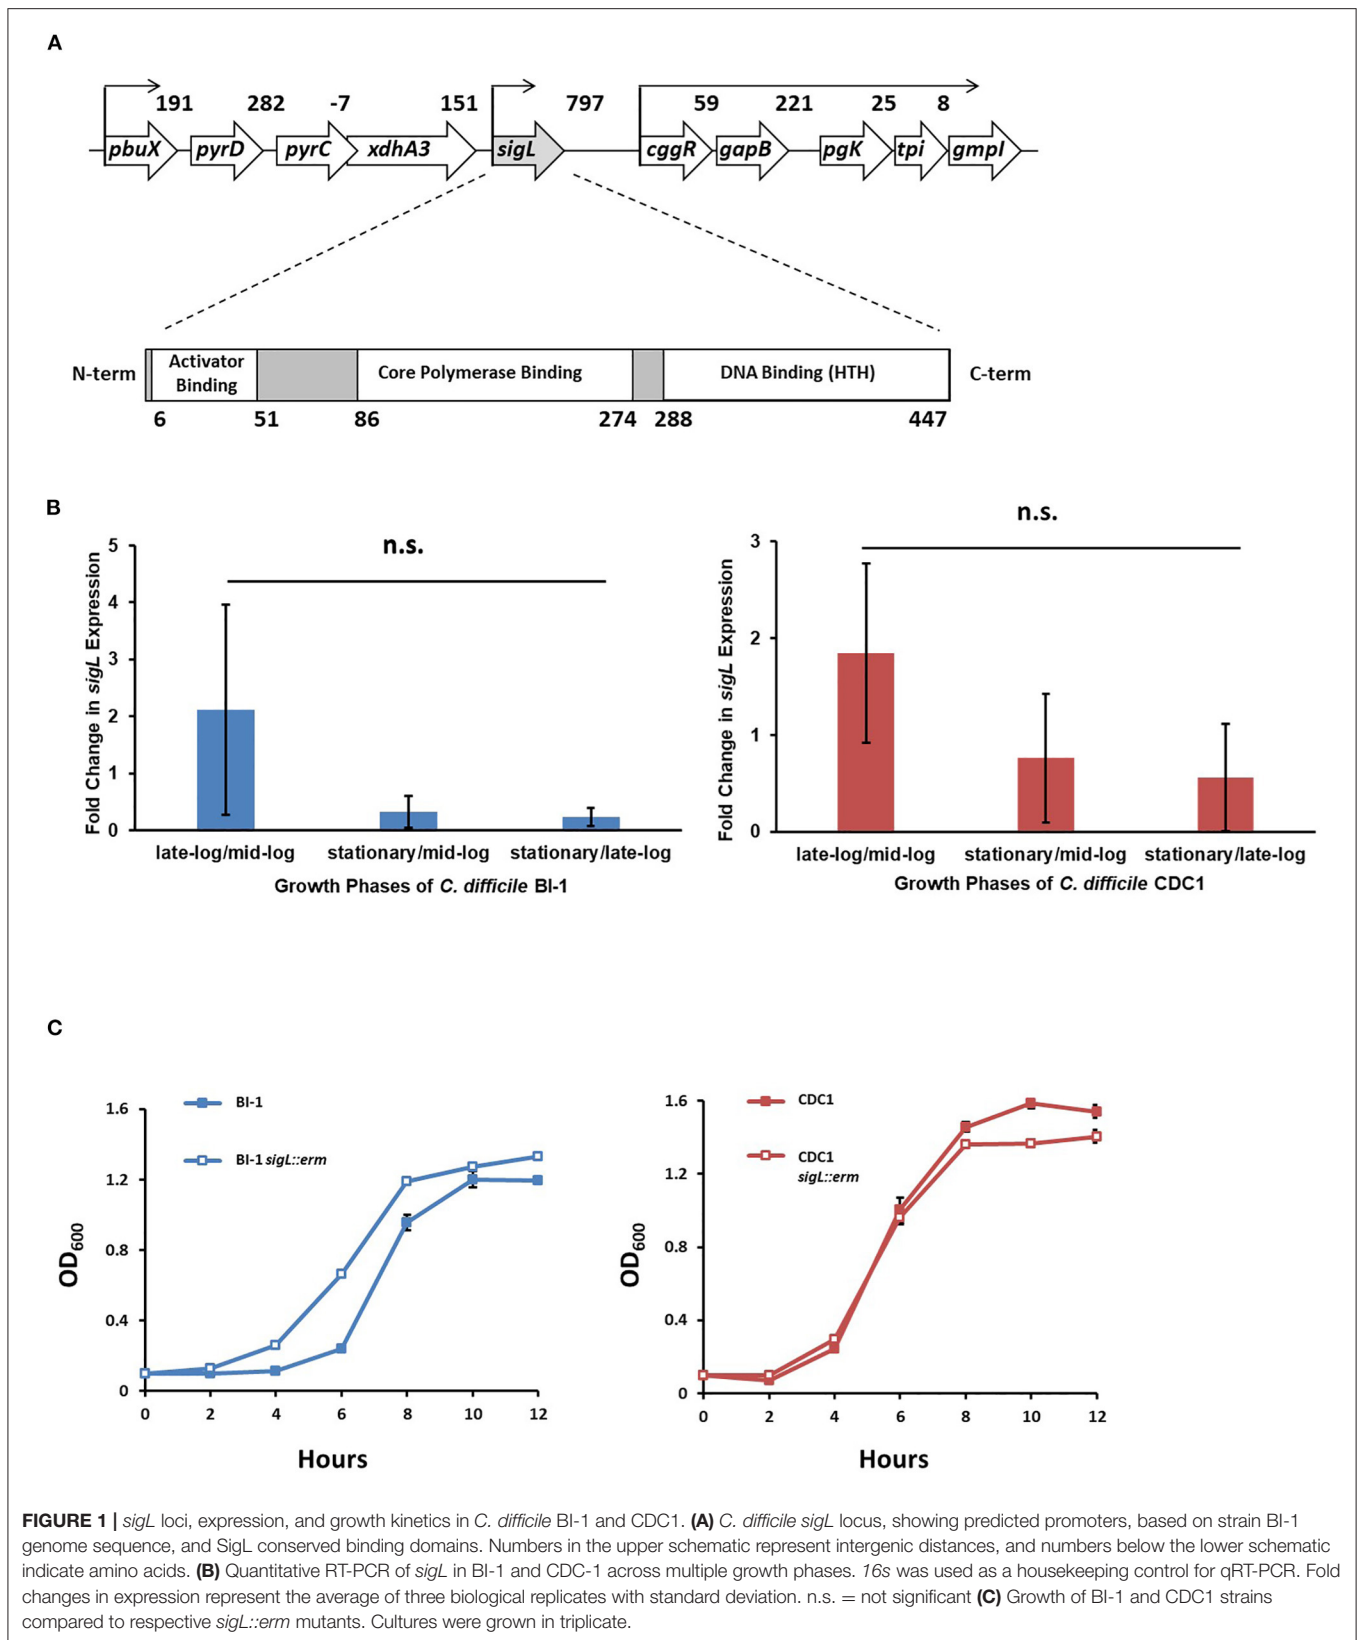 A
191 282 -7 151 797 59 221 25 8
pbuX pyrD pyrC xdhA3 sigL cggR gapB pgK tpi gmpI
N-term Activator Binding Core Polymerase Binding DNA Binding (HTH) C-term
6 51 86 274 288 447
B
n.s.
5
4
3
2
1
0
Fold Change in sigL Expression
late-log/mid-log stationary/mid-log stationary/late-log
Growth Phases of C. difficile BI-1
n.s.
3
2
1
0
Fold Change in sigL Expression
late-log/mid-log stationary/mid-log stationary/late-log
Growth Phases of C. difficile CDC1
C
BI-1
BI-1 sigL::erm
1.6
1.2
0.8
0.4
0
OD600
0 2 4 6 8 10 12
Hours
CDC1
CDC1
sigL::erm
1.6
1.2
0.8
0.4
0
OD600
0 2 4 6 8 10 12
Hours
FIGURE 1 | sigL loci, expression, and growth kinetics in C. difficile BI-1 and CDC1. (A) C. difficile sigL locus, showing predicted promoters, based on strain BI-1
genome sequence, and SigL conserved binding domains. Numbers in the upper schematic represent intergenic distances, and numbers below the lower schematic
indicate amino acids. (B) Quantitative RT-PCR of sigL in BI-1 and CDC-1 across multiple growth phases. 16s was used as a housekeeping control for qRT-PCR. Fold
changes in expression represent the average of three biological replicates with standard deviation. n.s. = not significant (C) Growth of BI-1 and CDC1 strains
compared to respective sigL::erm mutants. Cultures were grown in triplicate.